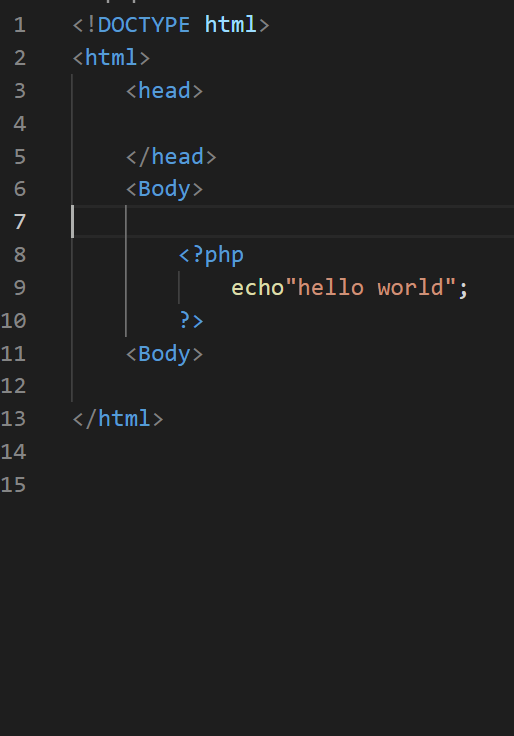 1 <!DOCTYPE html>
2 <html>
3     <head>
4
5     </head>
6     <Body>
7
8         <?php
9             echo"hello world";
10         ?>
11     <Body>
12
13 </html>
14
15